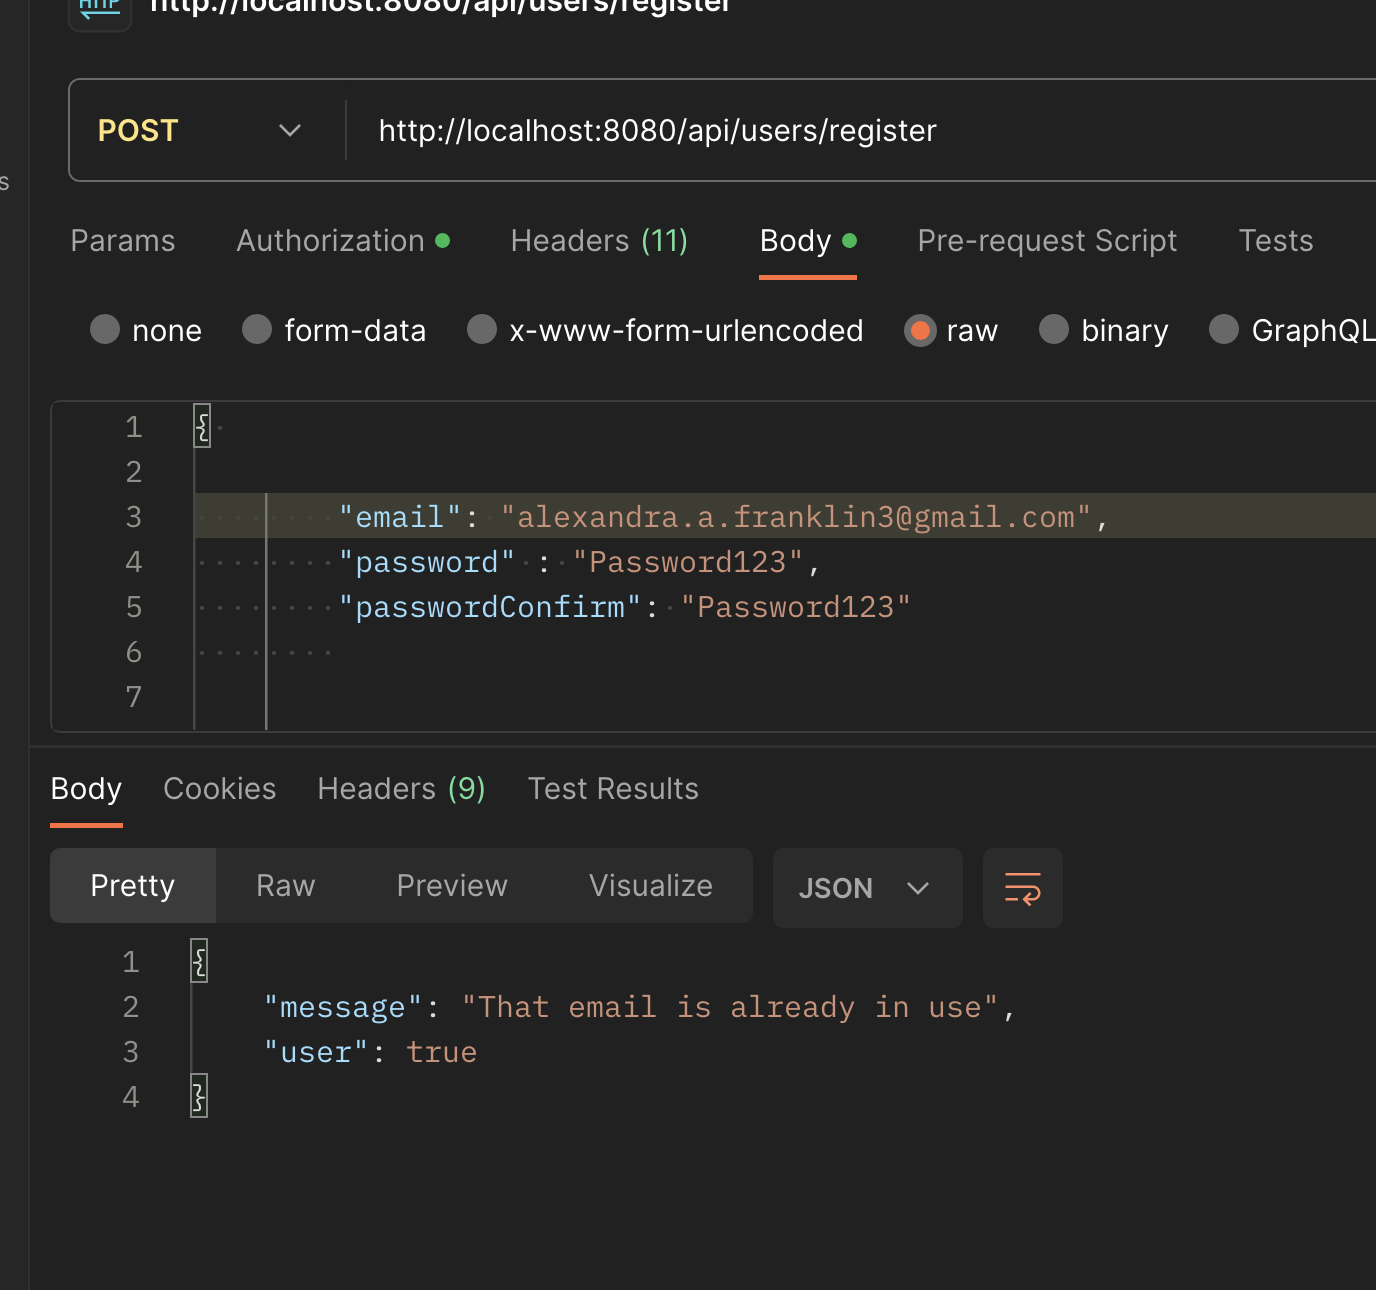 HTTP http://localhost:8080/api/users/register
POST http://localhost:8080/api/users/register
s
Params Authorization Headers (11) Body Pre-request Script Tests
none form-data x-www-form-urlencoded raw binary GraphQL
1 {
2
3 "email": "alexandra.a.franklin3@gmail.com",
4 "password" : "Password123",
5 "passwordConfirm": "Password123"
6
7
Body Cookies Headers (9) Test Results
Pretty Raw Preview Visualize JSON
1 {
2 "message": "That email is already in use",
3 "user": true
4 }